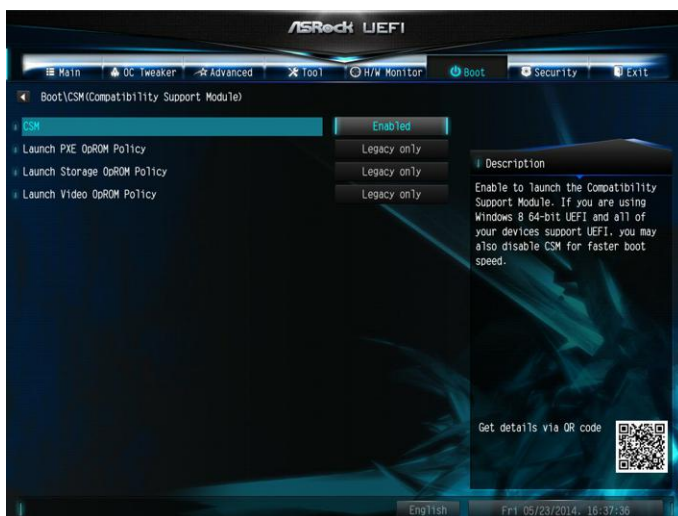 ASRock UEFI
Main OC Tweaker Advanced Tool H/W Monitor Boot Security Exit
Boot\CSM(Compatibility Support Module)
CSM Enabled
Launch PXE OpROM Policy Legacy only
Launch Storage OpROM Policy Legacy only
Launch Video OpROM Policy Legacy only
Description
Enable to launch the Compatibility
Support Module. If you are using
Windows 8 64-bit UEFI and all of
your devices support UEFI, you may
also disable CSM for faster boot
speed.
Get details via QR code
English Fri 05/23/2014, 16:37:36